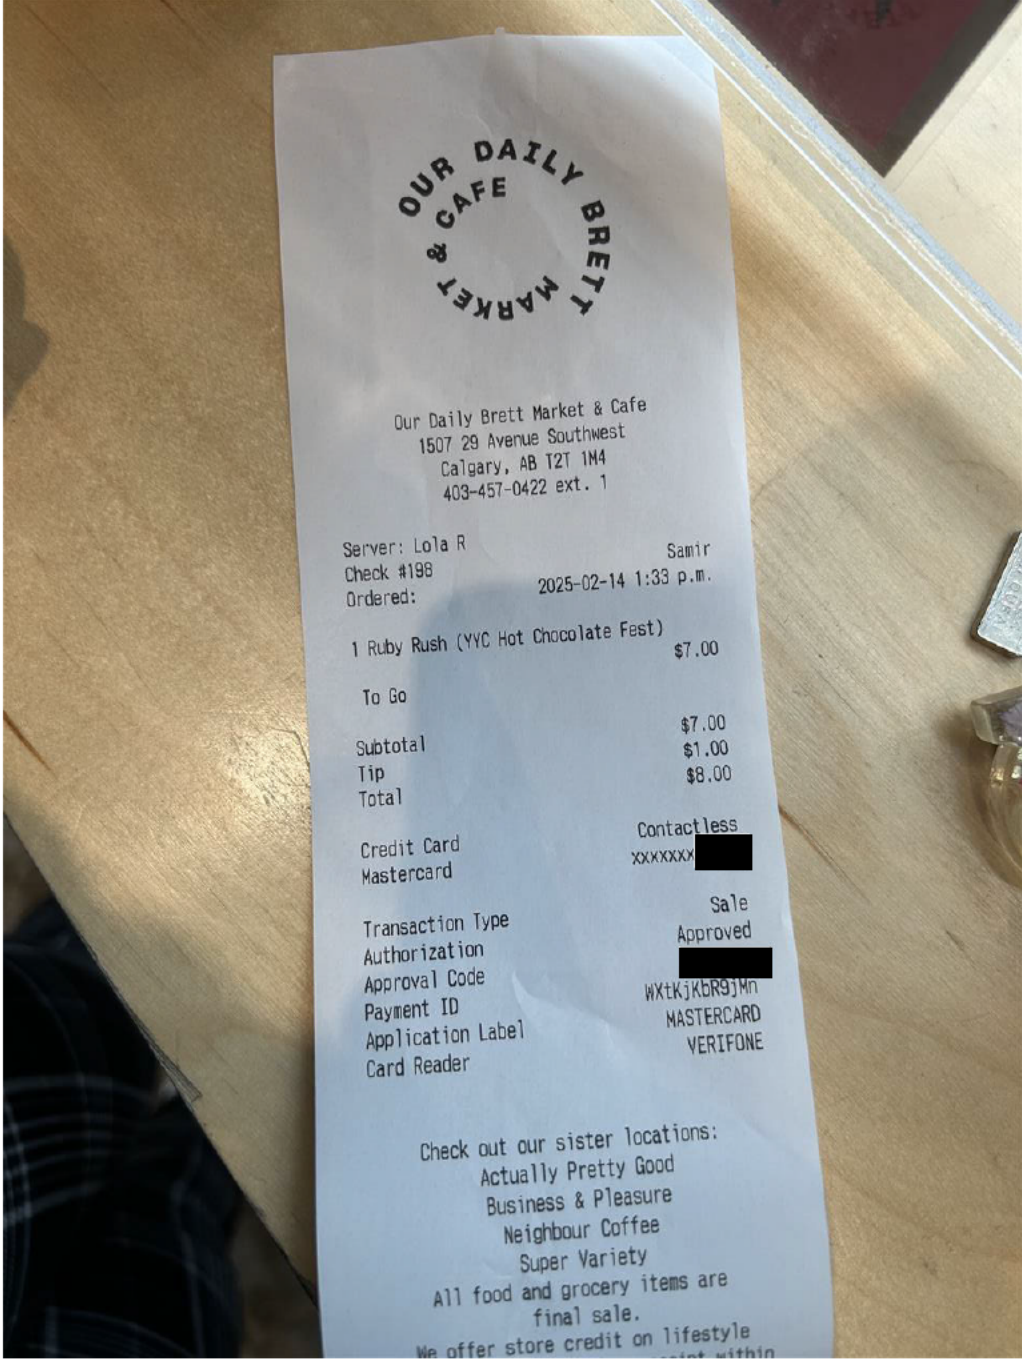 OUR DAILY BRETT
MARKET & CAFE
Our Daily Brett Market & Cafe
1507 29 Avenue Southwest
Calgary, AB T2T 1M4
403-457-0422 ext. 1
Server: Lola R
Check #198 Samir
Ordered: 2025-02-14 1:33 p.m.
1 Ruby Rush (YYC Hot Chocolate Fest)
$7.00
To Go
Subtotal $7.00
Tip $1.00
Total $8.00
Credit Card Contactless
Mastercard xxxxxxx
Transaction Type Sale
Authorization Approved
Approval Code
Payment ID WXtKjKbR9jMn
Application Label MASTERCARD
Card Reader VERIFONE
Check out our sister locations:
Actually Pretty Good
Business & Pleasure
Neighbour Coffee
Super Variety
All food and grocery items are
final sale.
We offer store credit on lifestyle
within